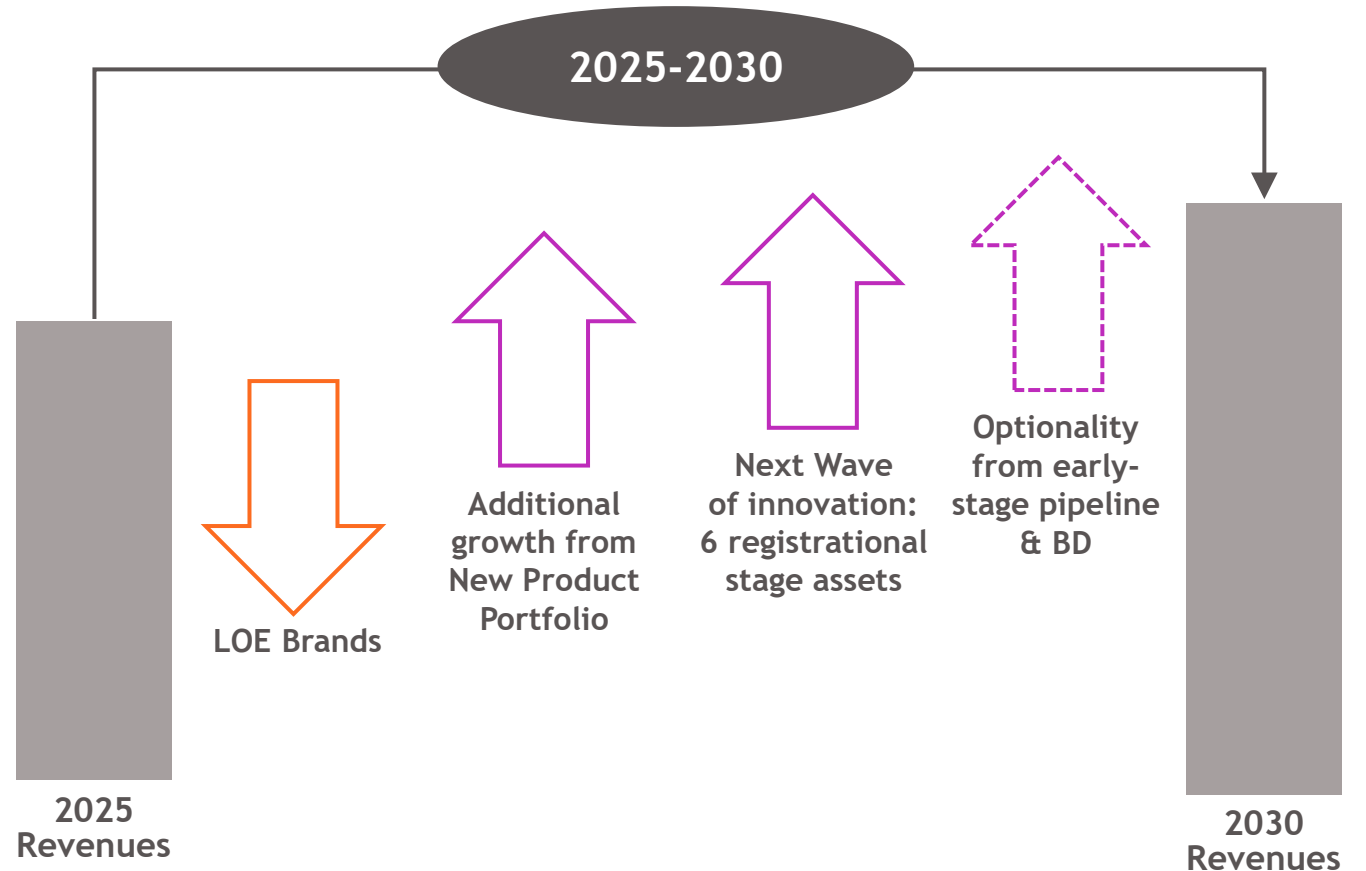 2025-2030
2025
Revenues
LOE Brands
Additional
growth from
New Product
Portfolio
Next Wave
of innovation:
6 registrational
stage assets
Optionality
from early-
stage pipeline
& BD
2030
Revenues